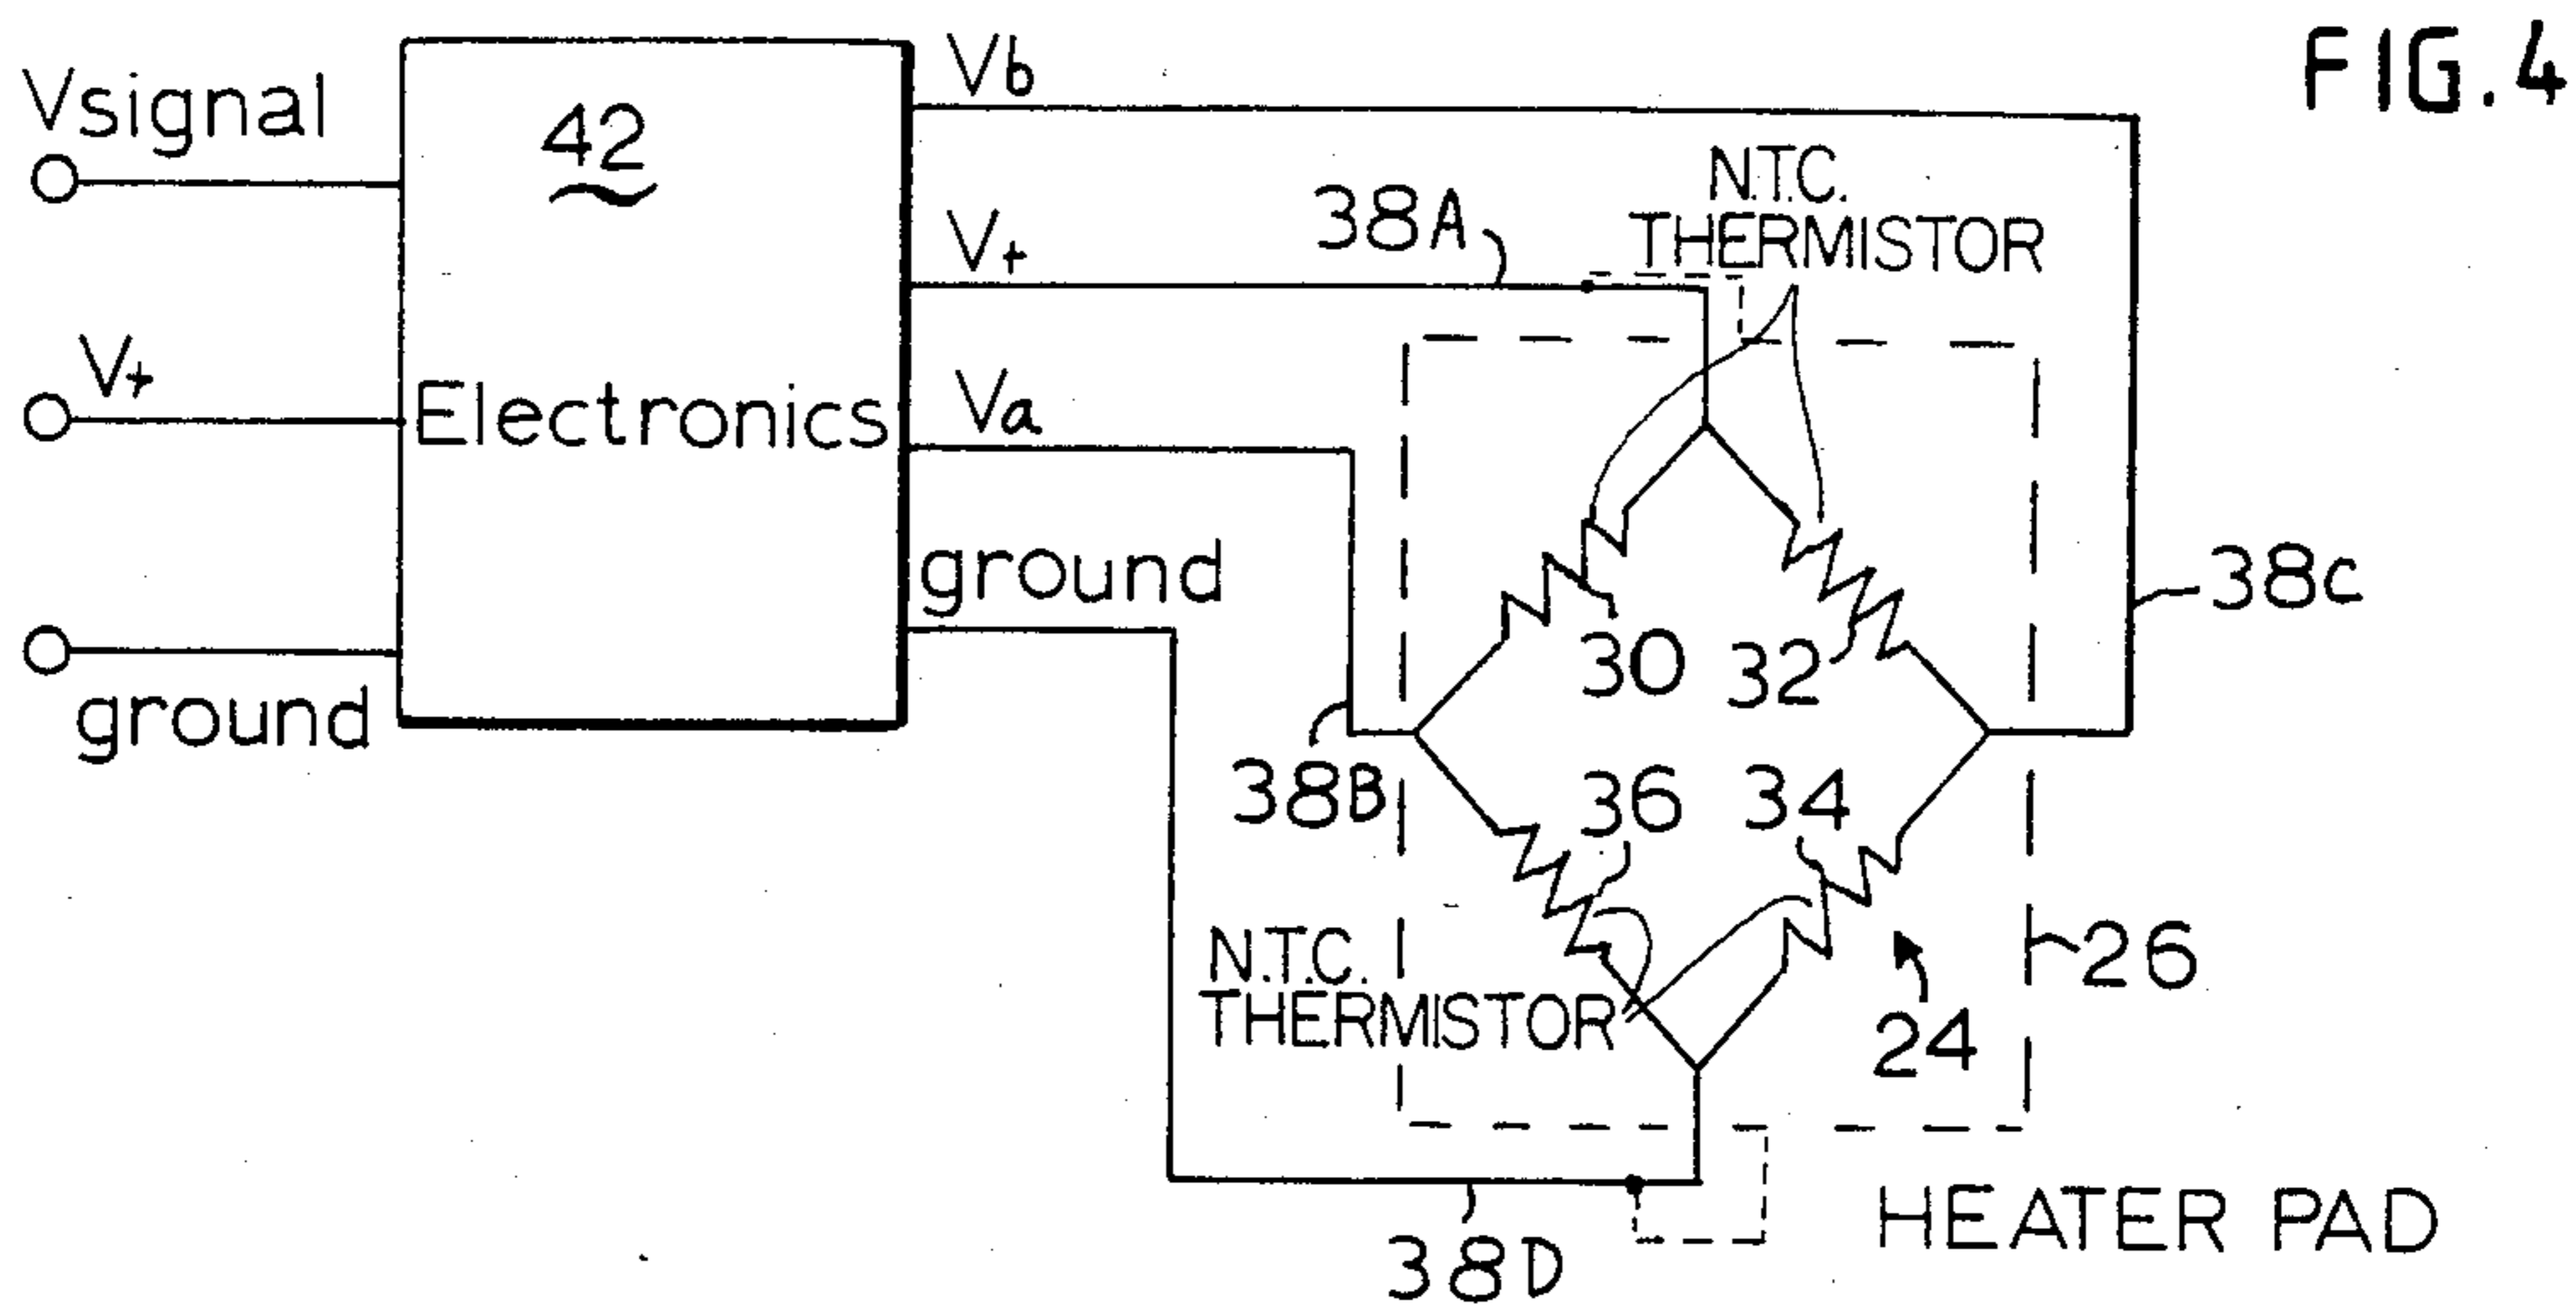 FIG. 4
Vsignal
V+
ground
42
Electronics
Vb
V+
Va
ground
38A
N.T.C.
THERMISTOR
38C
30
32
38B
36
34
N.T.C.
THERMISTOR
26
24
38D
HEATER PAD